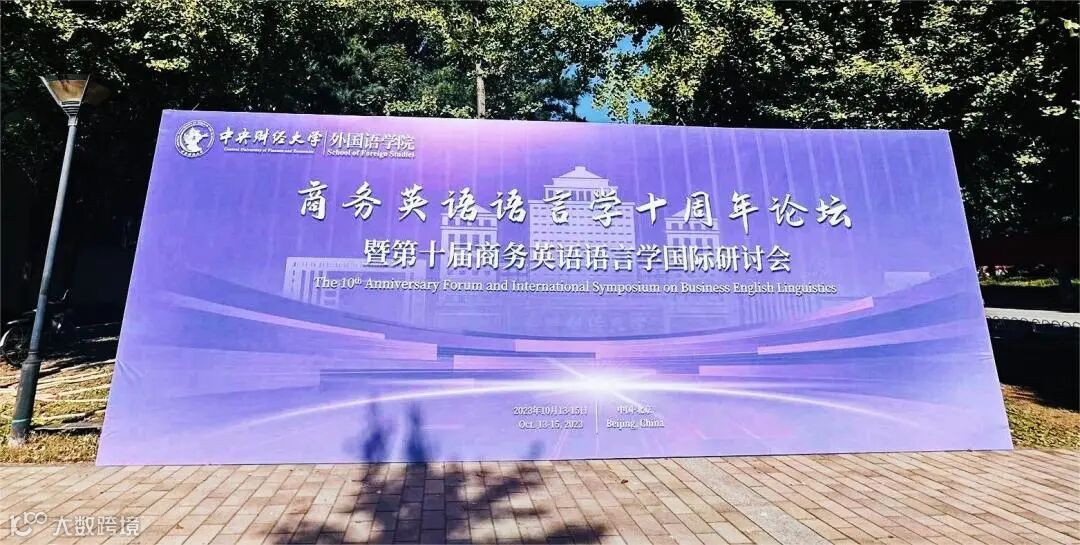 中央财经大学 外国语学院
Central University of Finance and Economics School of Foreign Studies
商务英语语言学十周年论坛
暨第十届商务英语语言学国际研讨会
The 10th Anniversary Forum and International Symposium on Business English Linguistics
2023年10月13-15日 中国·北京
Oct. 13-15, 2023 Beijing, China
大数跨境